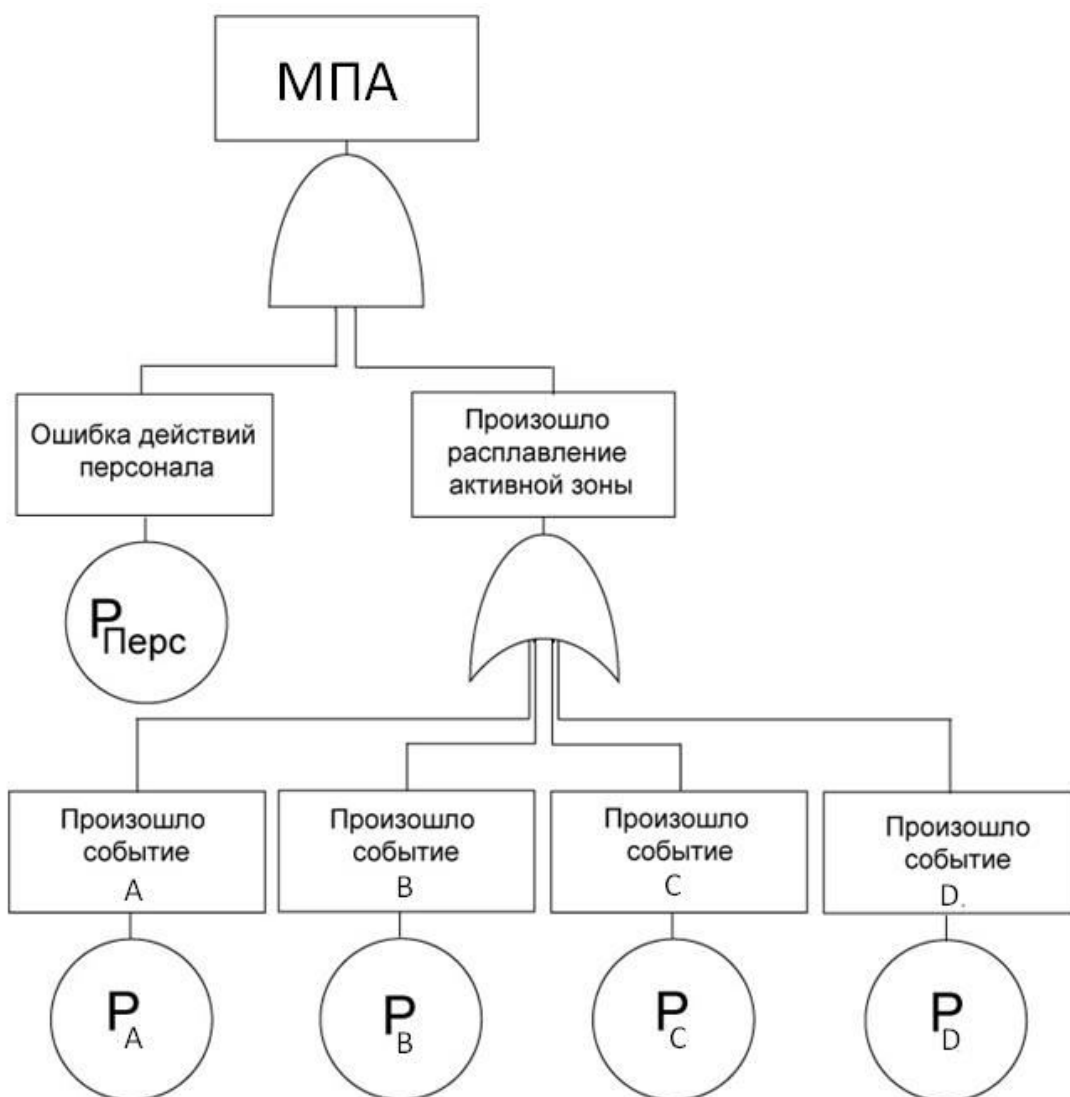 МПА
Ошибка действий
персонала
Произошло
расплавление
активной зоны
РПерс
Произошло
событие
A
Произошло
событие
B
Произошло
событие
C
Произошло
событие
D.
PA
PB
PC
PD